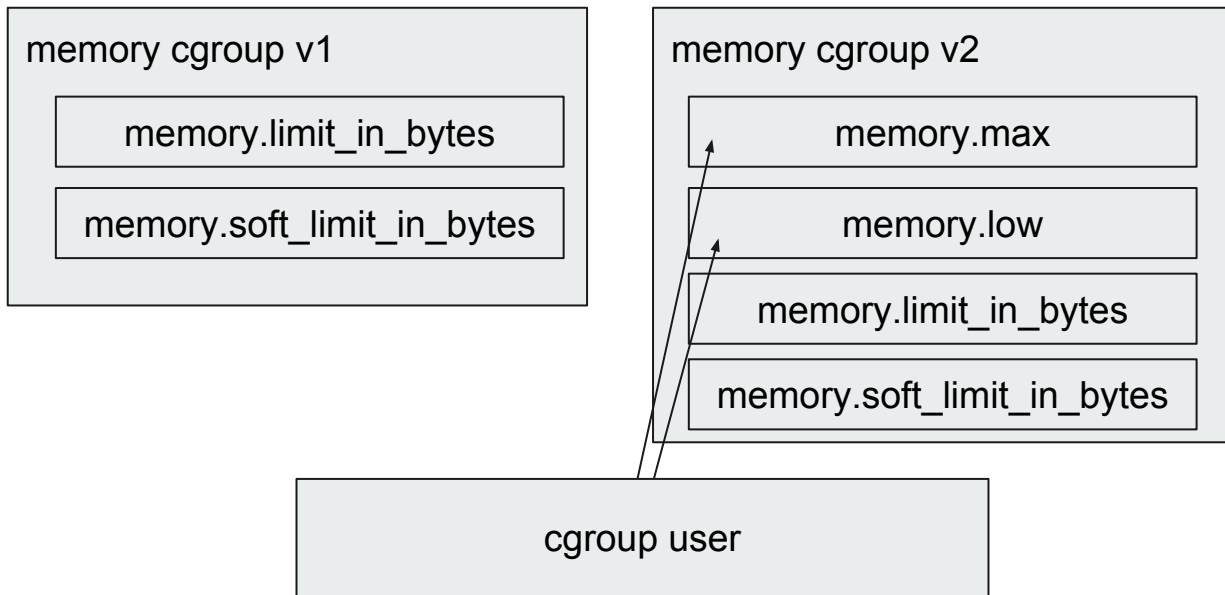 memory cgroup v1
memory.limit_in_bytes
memory.soft_limit_in_bytes
memory cgroup v2
memory.max
memory.low
memory.limit_in_bytes
memory.soft_limit_in_bytes
cgroup user